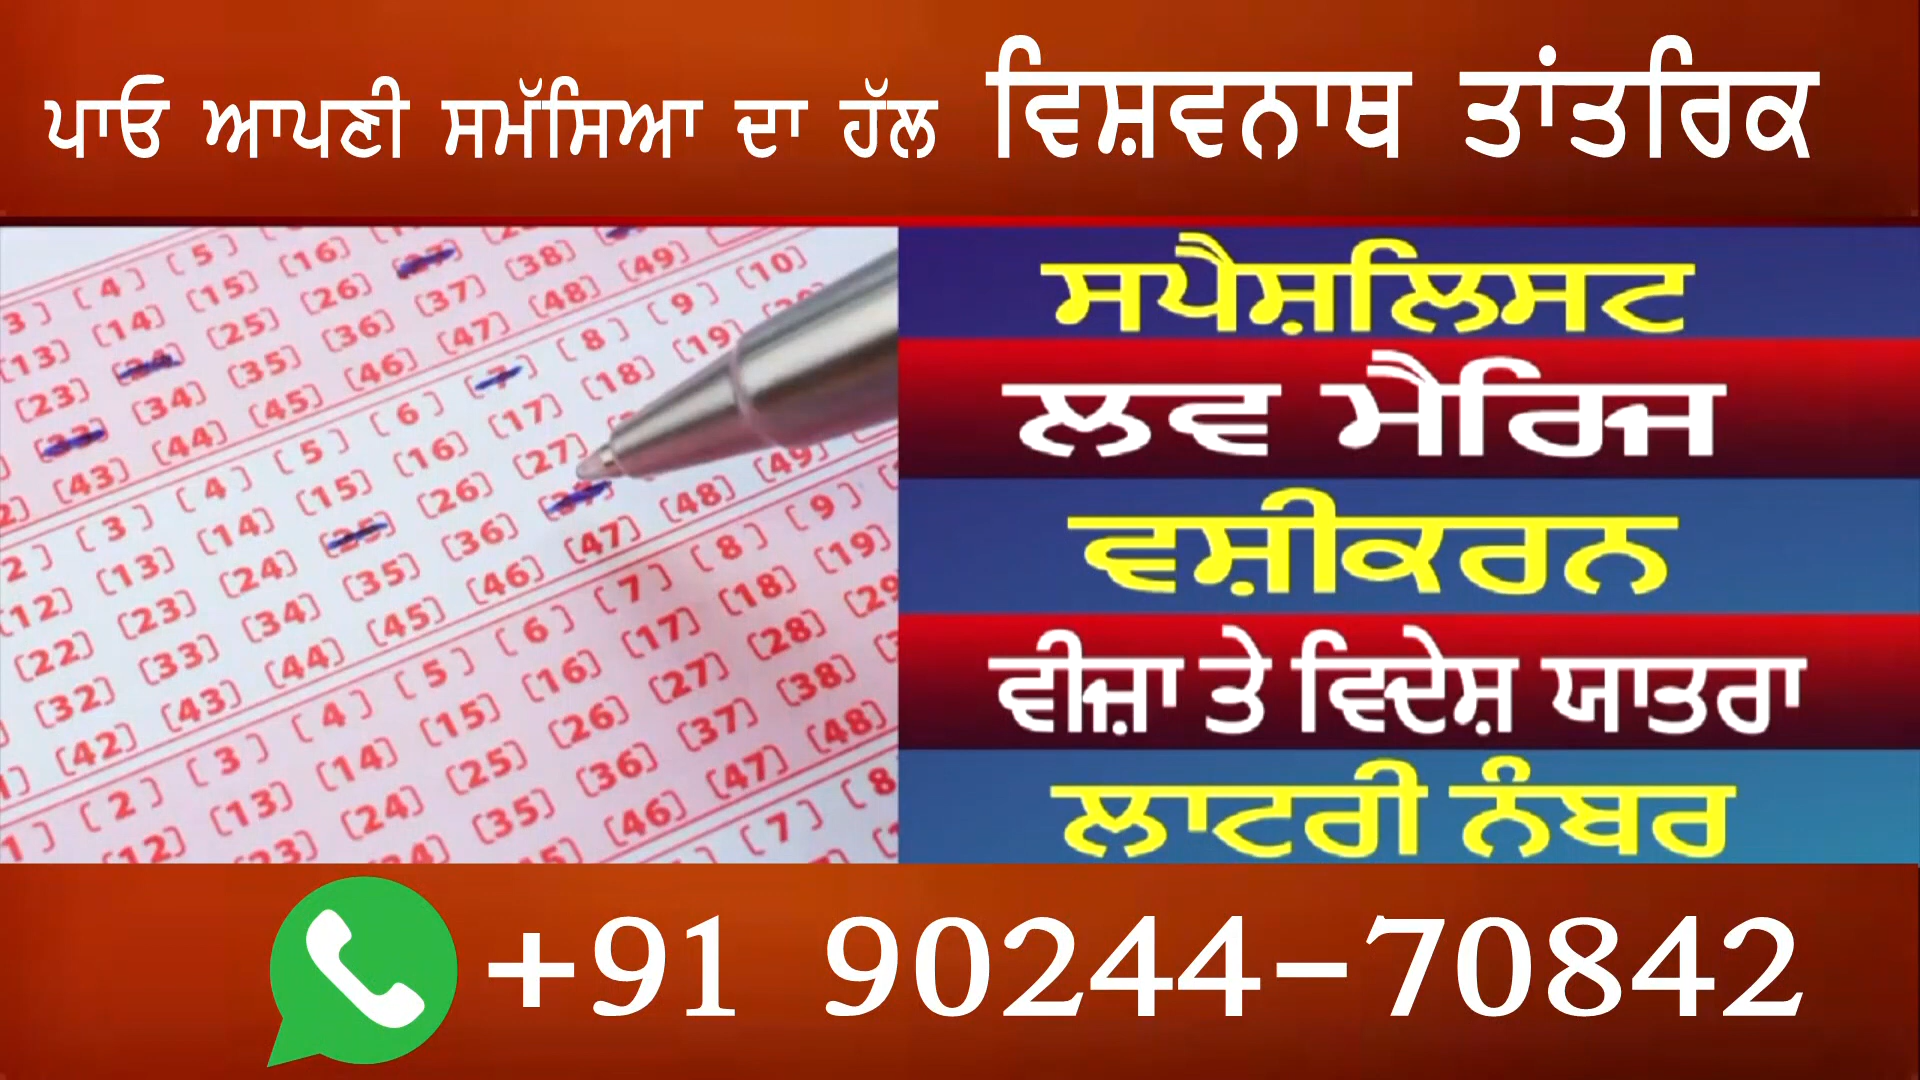 ਪਾਓ ਆਪਣੀ ਸਮੱਸਿਆ ਦਾ ਹੱਲ ਵਿਸ਼ਵਨਾਥ ਤਾਂਤਰਿਕ
ਸਪੈਸ਼ਲਿਸਟ
ਲਵ ਮੈਰਿਜ
ਵਸ਼ੀਕਰਨ
ਵੀਜ਼ਾ ਤੇ ਵਿਦੇਸ਼ ਯਾਤਰਾ
ਲਾਟਰੀ ਨੰਬਰ
+91 90244-70842